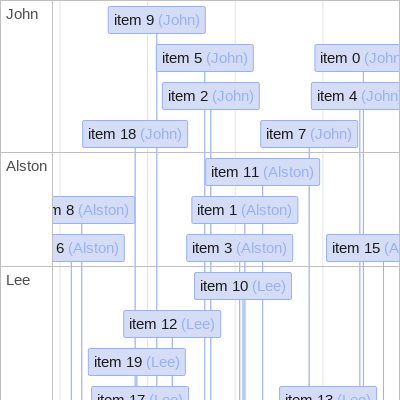 John
item 9 (John)
item 5 (John)
item 0 (John
item 2 (John)
item 4 (John
item 18 (John)
item 7 (John)
Alston
item 11 (Alston)
8 (Alston)
item 1 (Alston)
6 (Alston)
item 3 (Alston)
item 15 (A
Lee
item 10 (Lee)
item 12 (Lee)
item 19 (Lee)
item 17 (Lee)
item 13 (Lee)